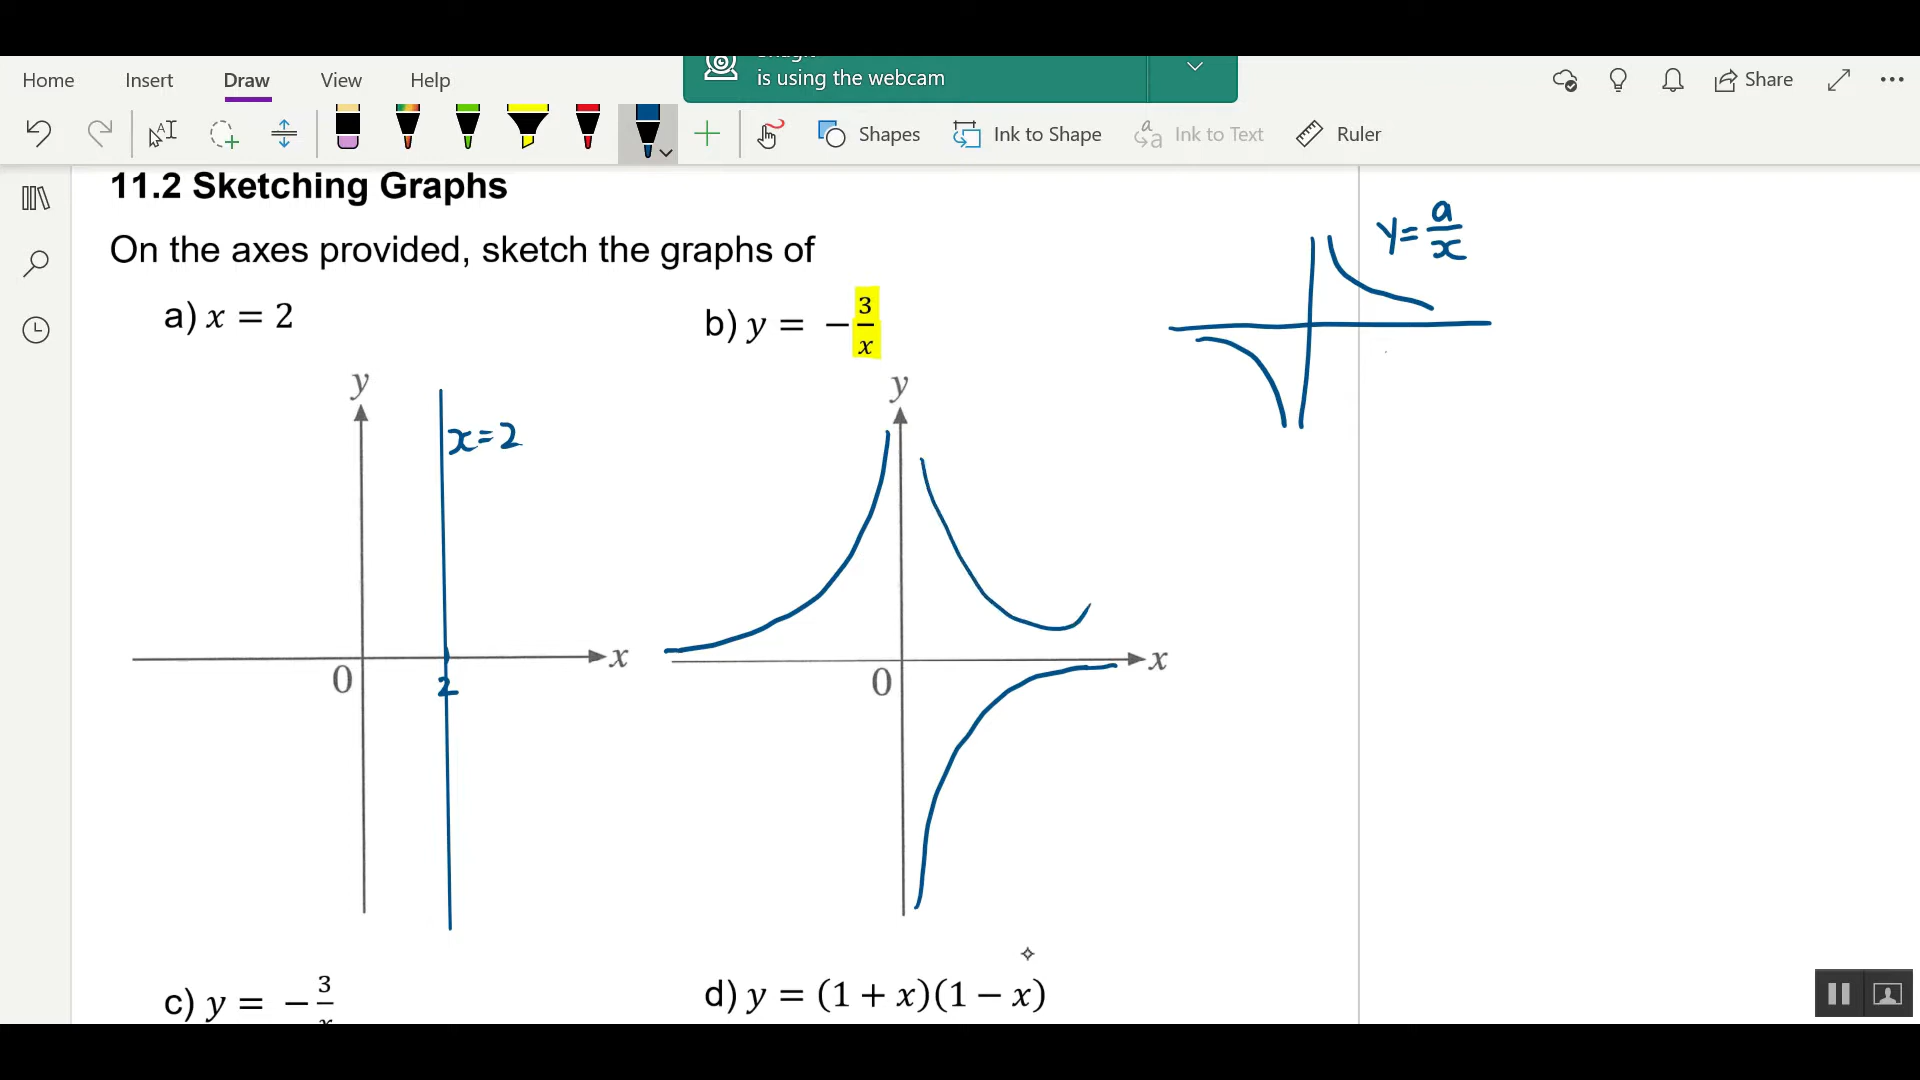 is using the webcam
Home Insert Draw View Help Share
Shapes Ink to Shape Ink to Text Ruler
11.2 Sketching Graphs
On the axes provided, sketch the graphs of
a) x = 2
b) y = −3/x
y = a/x
y
y
x=2
x
x
0
0
2
c) y = −3/x
d) y = (1 + x)(1 − x)